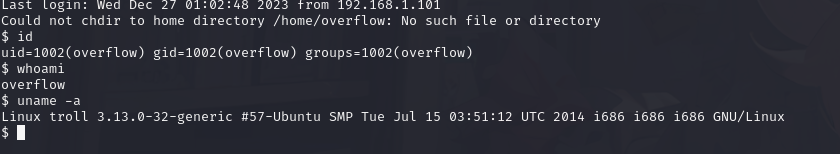 Last login: Wed Dec 27 01:02:48 2023 from 192.168.1.101
Could not chdir to home directory /home/overflow: No such file or directory
$ id
uid=1002(overflow) gid=1002(overflow) groups=1002(overflow)
$ whoami
overflow
$ uname -a
Linux troll 3.13.0-32-generic #57-Ubuntu SMP Tue Jul 15 03:51:12 UTC 2014 i686 i686 i686 GNU/Linux
$